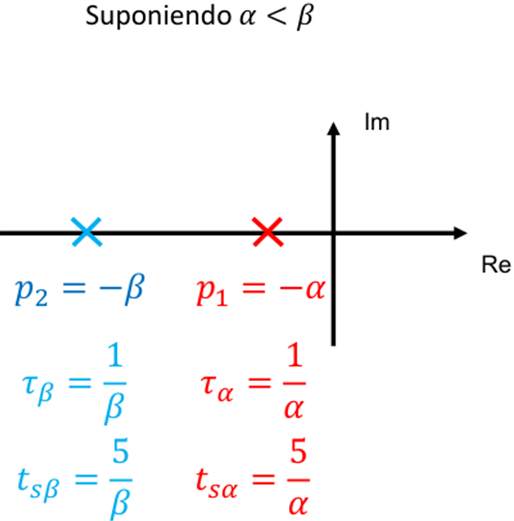 Suponiendo α < β
Im
Re
p₂ = −β
p₁ = −α
τ_β = 1/β
τ_α = 1/α
t_sβ = 5/β
t_sα = 5/α